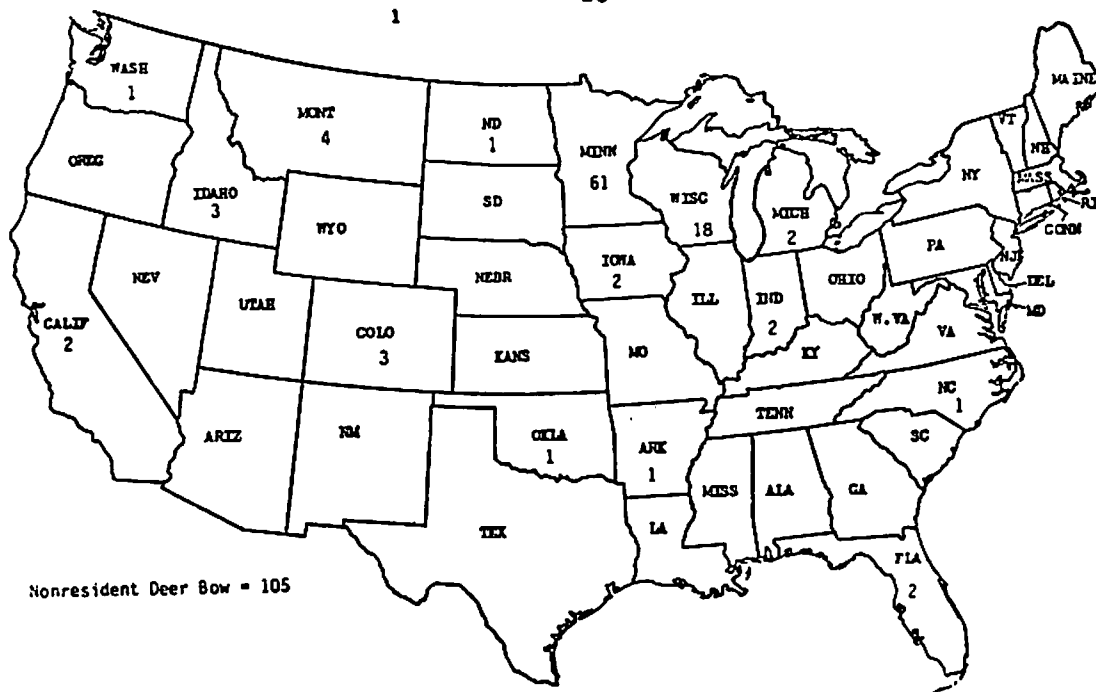 1
WASH
1
MONT
4
ND
1
MINN
61
OREG
IDAHO
3
WYO
SD
WISC
18
MICH
2
NY
VT
NH
MAINE
MASS
RI
CONN
NEV
UTAH
COLO
3
NEBR
IOWA
2
ILL
IND
2
OHIO
PA
NJ
DEL
MD
W.VA
VA
CALIF
2
KANS
MO
KY
NC
1
TENN
SC
ARIZ
NM
OKLA
1
ARK
1
MISS
ALA
GA
TEX
LA
FLA
2
Nonresident Deer Bow = 105